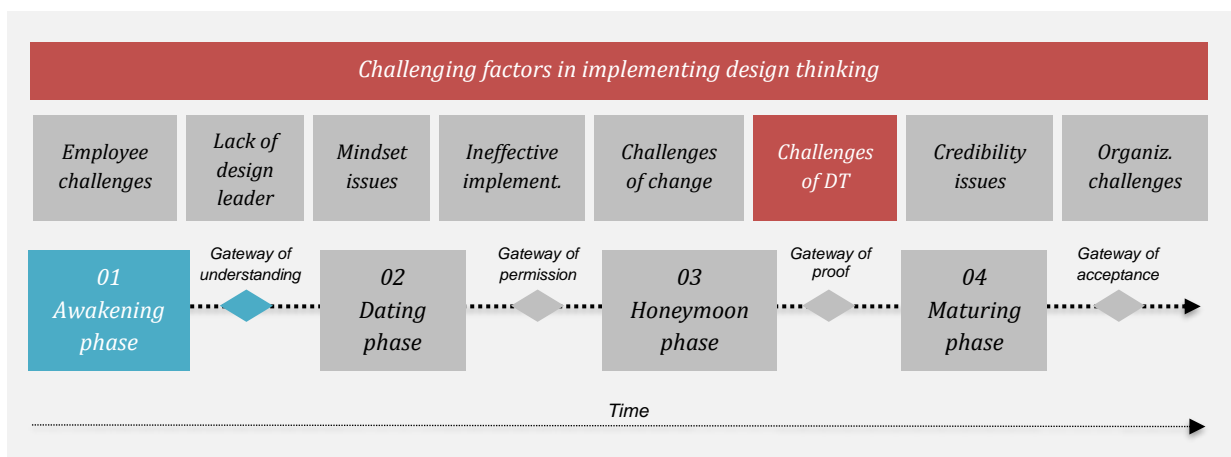 Challenging factors in implementing design thinking
Employee
challenges
Lack of
design
leader
Mindset
issues
Ineffective
implement.
Challenges
of change
Challenges
of DT
Credibility
issues
Organiz.
challenges
01
Awakening
phase
Gateway of
understanding
02
Dating
phase
Gateway of
permission
03
Honeymoon
phase
Gateway of
proof
04
Maturing
phase
Gateway of
acceptance
Time